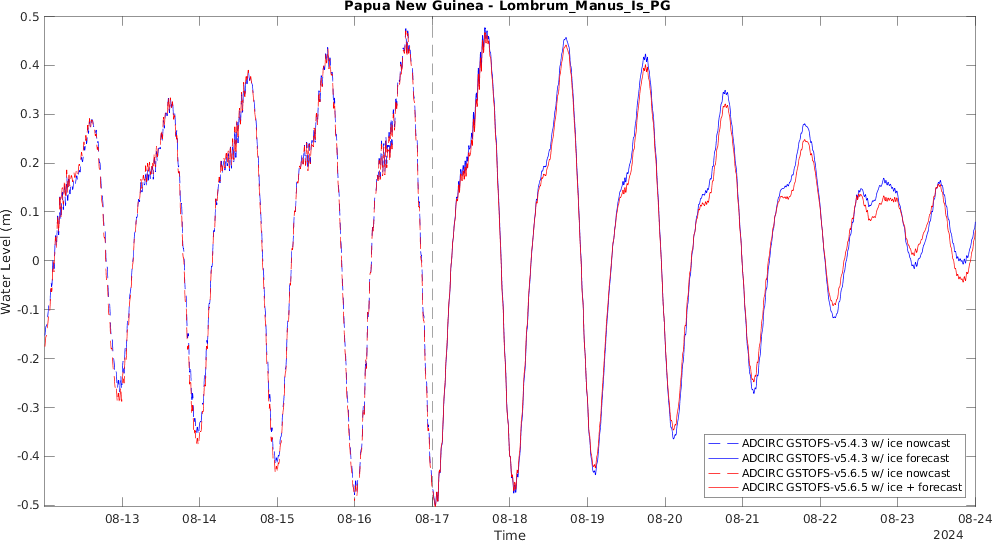 Papua New Guinea - Lombrum_Manus_Is_PG
0.5
0.4
0.3
0.2
0.1
0
-0.1
-0.2
-0.3
-0.4
-0.5
Water Level (m)
ADCIRC GSTOFS-v5.4.3 w/ ice nowcast
ADCIRC GSTOFS-v5.4.3 w/ ice forecast
ADCIRC GSTOFS-v5.6.5 w/ ice nowcast
ADCIRC GSTOFS-v5.6.5 w/ ice + forecast
08-13 08-14 08-15 08-16 08-17 08-18 08-19 08-20 08-21 08-22 08-23 08-24
Time
2024